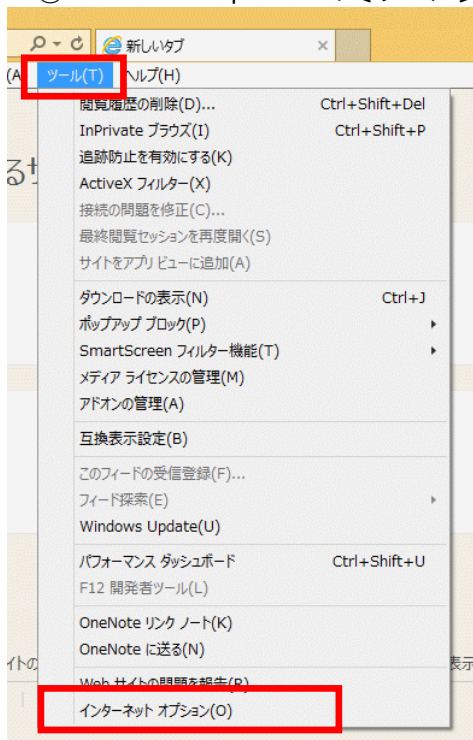 新しいタブ
ツール(T) ヘルプ(H)
閲覧履歴の削除(D)... Ctrl+Shift+Del
InPrivate ブラウズ(I) Ctrl+Shift+P
追跡防止を有効にする(K)
ActiveX フィルター(X)
接続の問題を修正(C)...
最終閲覧セッションを再度開く(S)
サイトをアプリ ビューに追加(A)
ダウンロードの表示(N) Ctrl+J
ポップアップ ブロック(P)
SmartScreen フィルター機能(T)
メディア ライセンスの管理(M)
アドオンの管理(A)
互換表示設定(B)
このフィードの受信登録(F)...
フィード探索(E)
Windows Update(U)
パフォーマンス ダッシュボード Ctrl+Shift+U
F12 開発者ツール(L)
OneNote リンク ノート(K)
OneNote に送る(N)
Web サイトの問題を報告(R)
インターネット オプション(O)